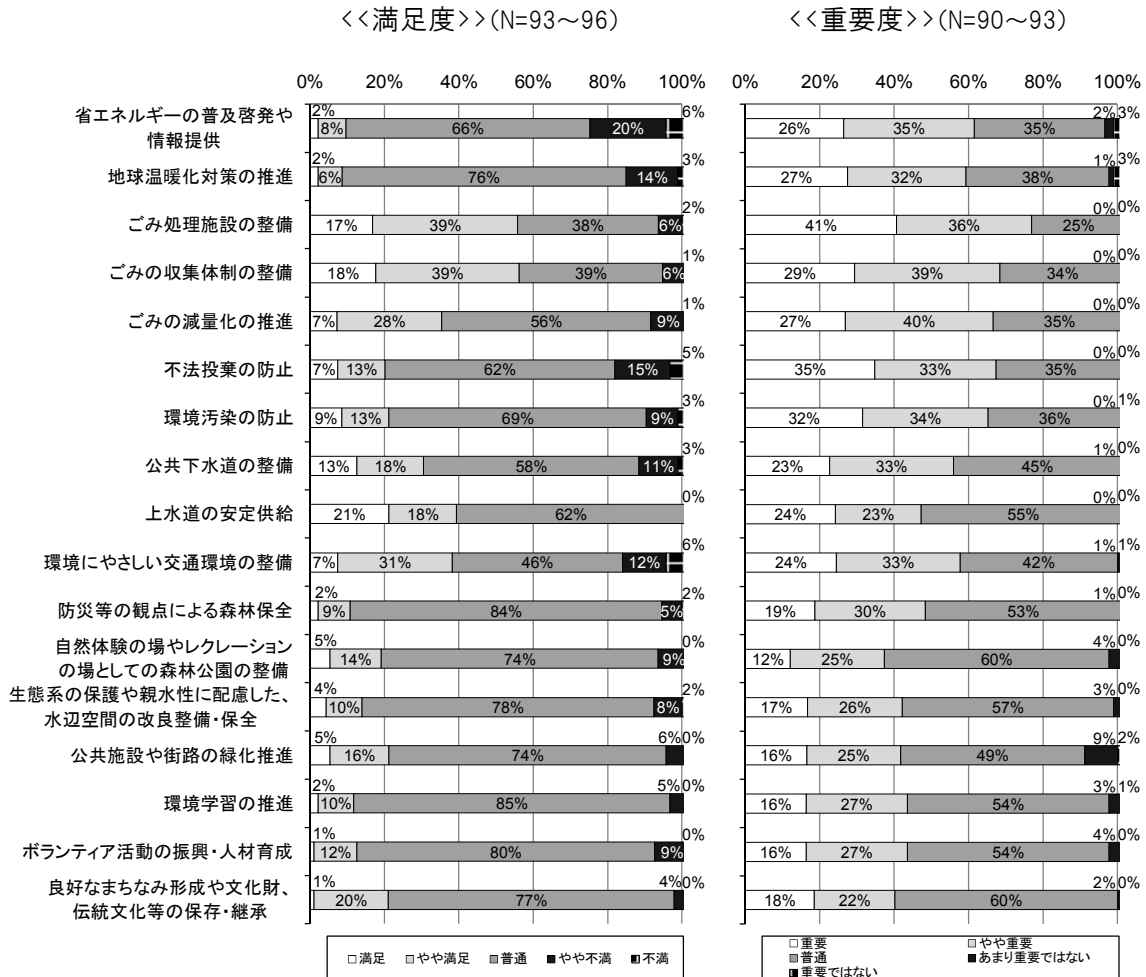 <<満足度>>(N=93～96)
<<重要度>>(N=90～93)
0% 20% 40% 60% 80% 100%
0% 20% 40% 60% 80% 100%
省エネルギーの普及啓発や
情報提供
2% 8% 66% 20% 6%
26% 35% 35% 2% 3%
地球温暖化対策の推進
2% 6% 76% 14% 3%
27% 32% 38% 1% 3%
ごみ処理施設の整備
17% 39% 38% 6% 2%
41% 36% 25% 0% 0%
ごみの収集体制の整備
18% 39% 39% 6% 1%
29% 39% 34% 0% 0%
ごみの減量化の推進
7% 28% 56% 9% 1%
27% 40% 35% 0% 0%
不法投棄の防止
7% 13% 62% 15% 5%
35% 33% 35% 0% 0%
環境汚染の防止
9% 13% 69% 9% 3%
32% 34% 36% 0% 1%
公共下水道の整備
13% 18% 58% 11% 3%
23% 33% 45% 1% 0%
上水道の安定供給
21% 18% 62% 0%
24% 23% 55% 0% 0%
環境にやさしい交通環境の整備
7% 31% 46% 12% 6%
24% 33% 42% 1% 1%
防災等の観点による森林保全
2% 9% 84% 5% 2%
19% 30% 53% 1% 0%
自然体験の場やレクレーション
の場としての森林公園の整備
5% 14% 74% 9% 0%
12% 25% 60% 4% 0%
生態系の保護や親水性に配慮した、
水辺空間の改良整備・保全
4% 10% 78% 8% 2%
17% 26% 57% 3% 0%
公共施設や街路の緑化推進
5% 16% 74% 6% 0%
16% 25% 49% 9% 2%
環境学習の推進
2% 10% 85% 5% 0%
16% 27% 54% 3% 1%
ボランティア活動の振興・人材育成
1% 12% 80% 9% 0%
16% 27% 54% 4% 0%
良好なまちなみ形成や文化財、
伝統文化等の保存・継承
1% 20% 77% 4% 0%
18% 22% 60% 2% 0%
満足 やや満足 普通 やや不満 不満
重要 やや重要
普通 あまり重要ではない
重要ではない